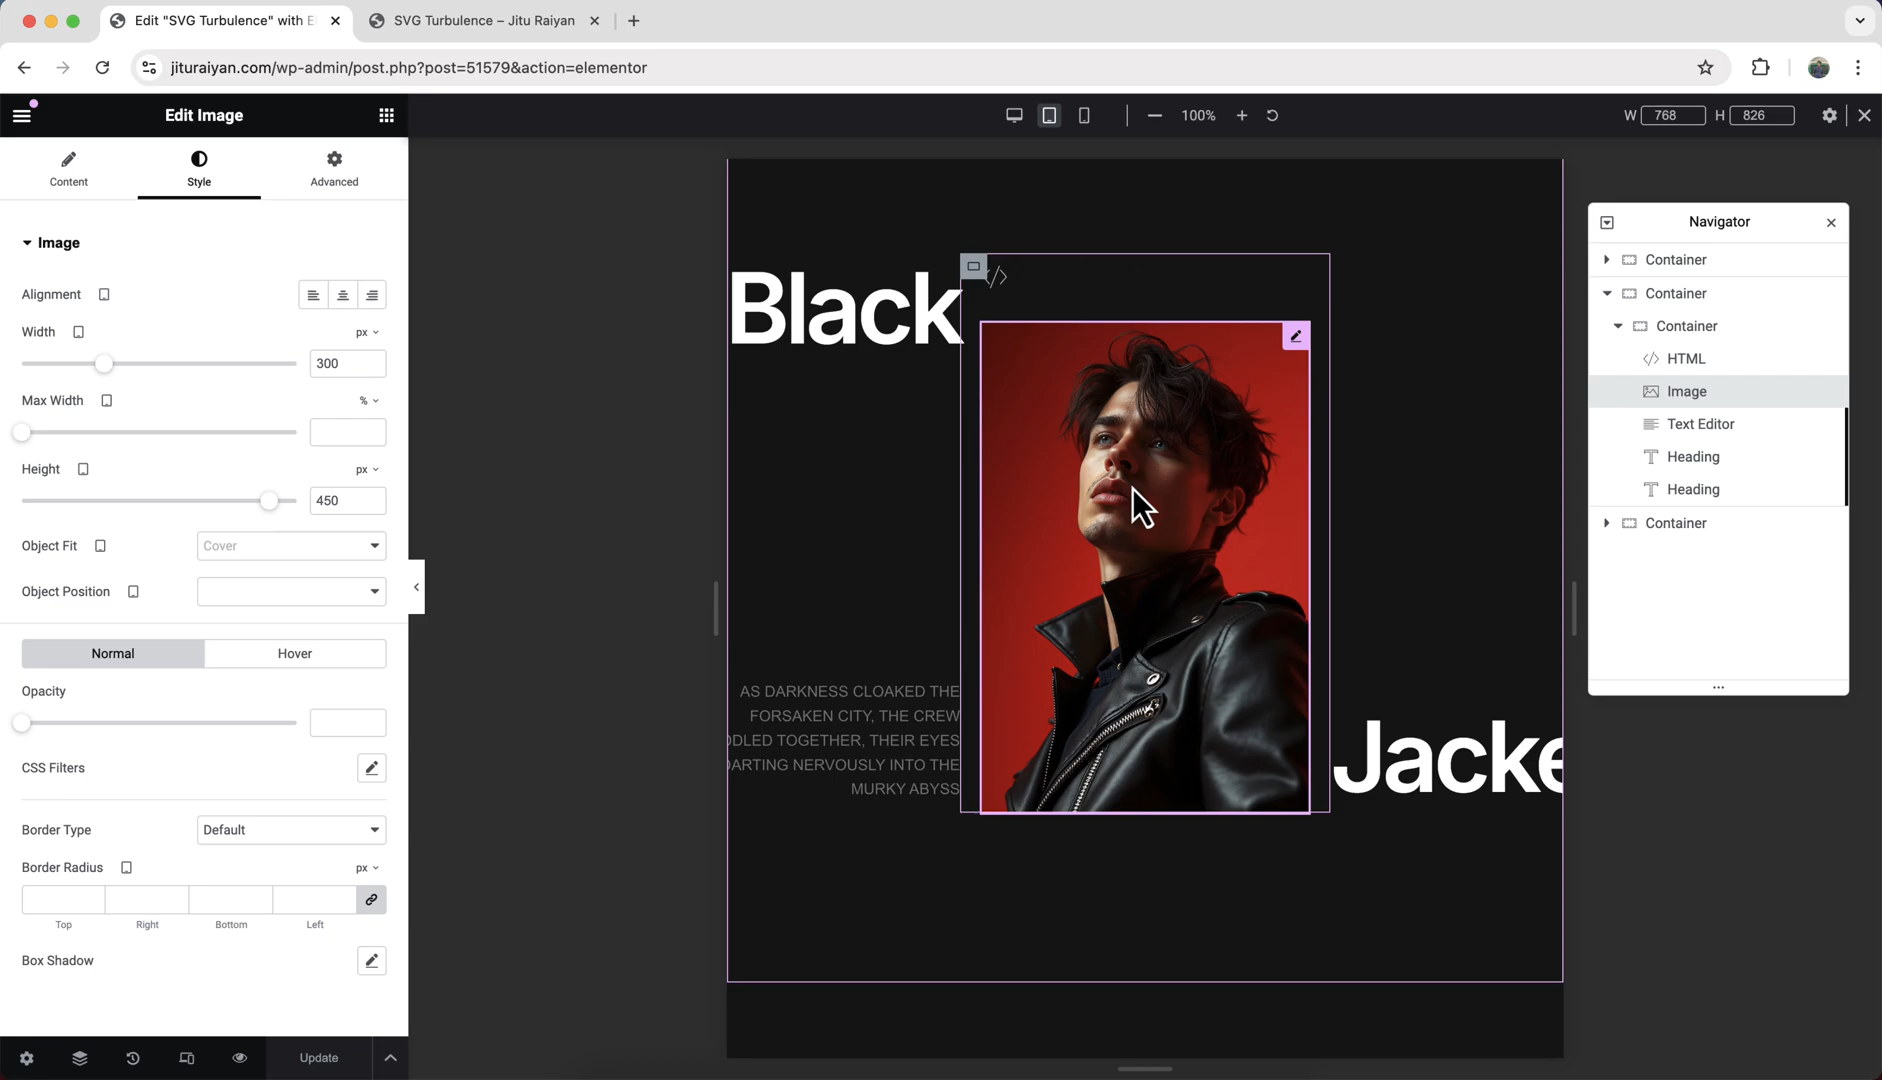 Edit "SVG Turbulence" with El
SVG Turbulence – Jitu Raiyan
jituraiyan.com/wp-admin/post.php?post=51579&action=elementor
Edit Image
100%
W 768 H 826
Content
Style
Advanced
Image
Alignment
Width
px
300
Max Width
%
Height
px
450
Object Fit
Cover
Object Position
Normal
Hover
Opacity
CSS Filters
Border Type
Default
Border Radius
px
Top
Right
Bottom
Left
Box Shadow
Update
Black
</>
AS DARKNESS CLOAKED THE
FORSAKEN CITY, THE CREW
DDLED TOGETHER, THEIR EYES
DARTING NERVOUSLY INTO THE
MURKY ABYSS
Jacke
Navigator
Container
Container
Container
</> HTML
Image
Text Editor
Heading
Heading
Container